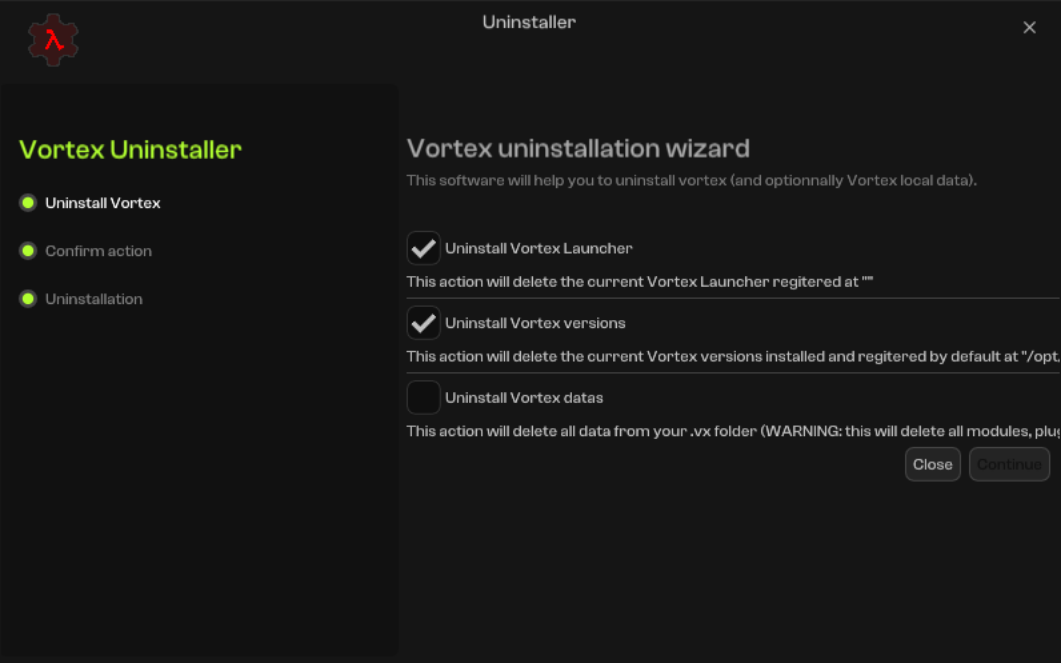 Uninstaller
λ
Vortex Uninstaller
Uninstall Vortex
Confirm action
Uninstallation
Vortex uninstallation wizard
This software will help you to uninstall vortex (and optionnally Vortex local data).
Uninstall Vortex Launcher
This action will delete the current Vortex Launcher regitered at ""
Uninstall Vortex versions
This action will delete the current Vortex versions installed and regitered by default at "/opt.
Uninstall Vortex datas
This action will delete all data from your .vx folder (WARNING: this will delete all modules, plug
Close
Continue